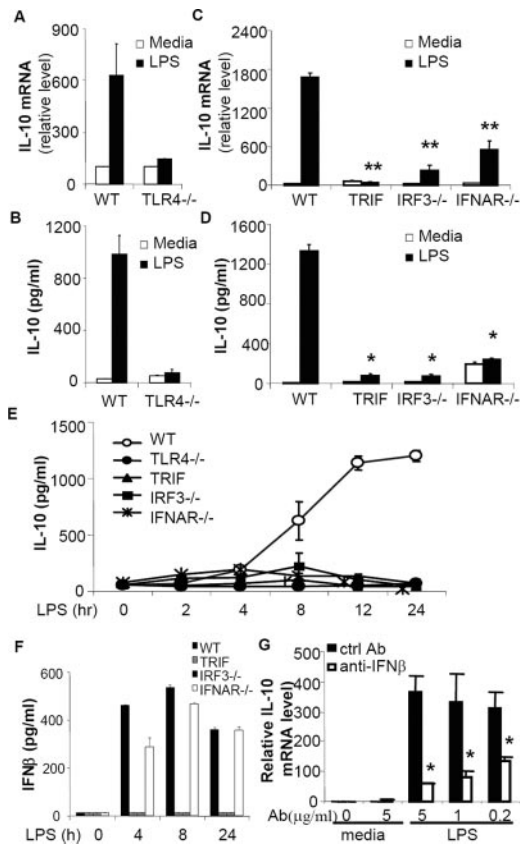 A
IL-10 mRNA
(relative level)
900
600
300
0
Media
LPS
WT TLR4-/-
C
IL-10 mRNA
(relative level)
1800
1200
600
0
Media
LPS
**
**
**
WT TRIF IRF3-/- IFNAR-/-
B
IL-10 (pg/ml)
1200
800
400
0
Media
LPS
WT TLR4-/-
D
IL-10 (pg/ml)
1600
1200
800
400
0
Media
LPS
*
*
*
WT TRIF IRF3-/- IFNAR-/-
E
IL-10 (pg/ml)
1500
1000
500
0
WT
TLR4-/-
TRIF
IRF3-/-
IFNAR-/-
LPS (hr) 0 2 4 8 12 24
F
IFNβ (pg/ml)
600
400
200
0
WT
TRIF
IRF3-/-
IFNAR-/-
LPS (h) 0 4 8 24
G
Relative IL-10
mRNA level)
500
400
300
200
100
0
ctrl Ab
anti-IFNβ
*
*
*
Ab(μg/ml) 0 5 5 1 0.2
media LPS